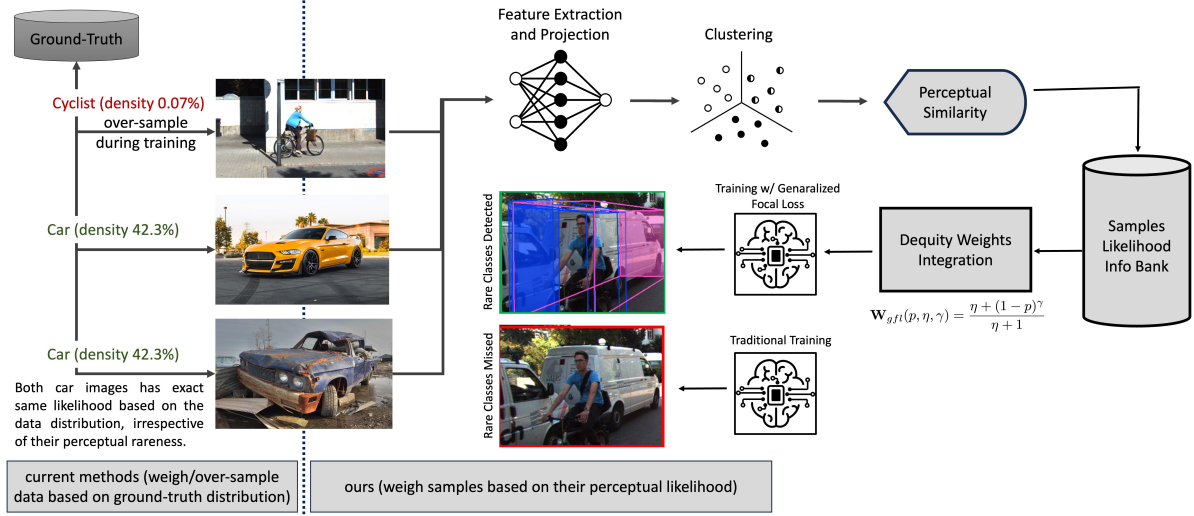 Ground-Truth
Cyclist (density 0.07%)
over-sample
during training
Car (density 42.3%)
Car (density 42.3%)
Both car images has exact
same likelihood based on the
data distribution, irrespective
of their perceptual rareness.
current methods (weigh/over-sample
data based on ground-truth distribution)
Feature Extraction
and Projection
Clustering
Perceptual
Similarity
Samples
Likelihood
Info Bank
Dequity Weights
Integration
W_{gfl}(p, η, γ) = \frac{η + (1 − p)^γ}{η + 1}
Training w/ Genaralized
Focal Loss
Rare Classes Detected
Traditional Training
Rare Classes Missed
ours (weigh samples based on their perceptual likelihood)